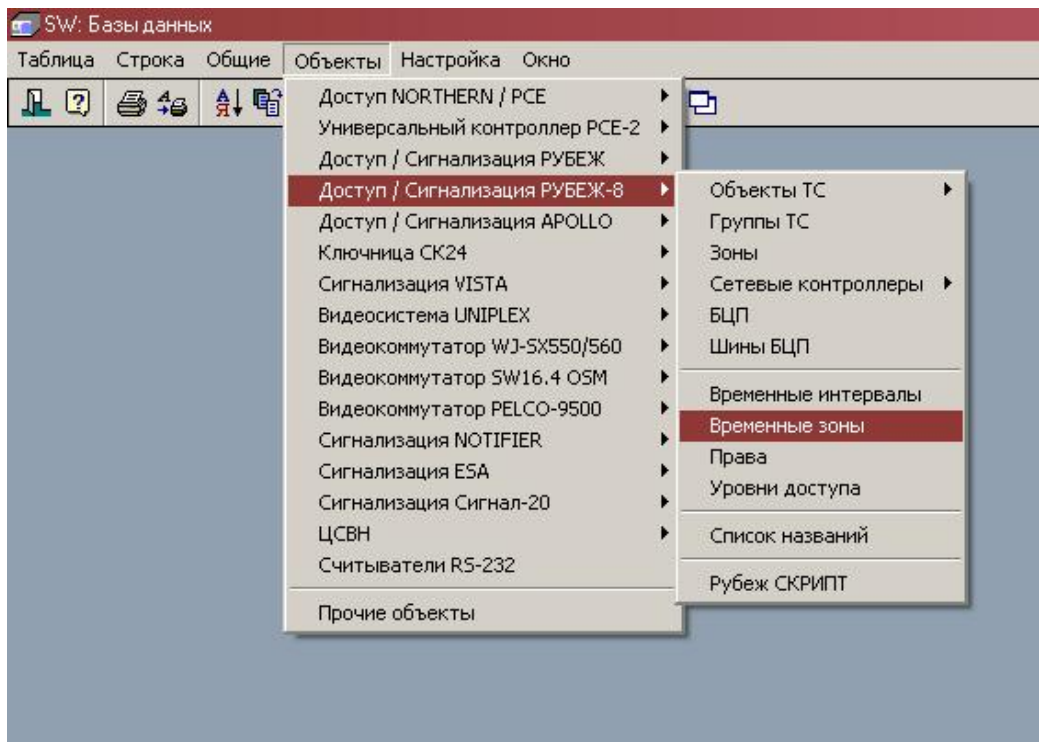 SW: Базы данных
Таблица Строка Общие Объекты Настройка Окно
Доступ NORTHERN / PCE
Универсальный контроллер PCE-2
Доступ / Сигнализация РУБЕЖ
Доступ / Сигнализация РУБЕЖ-8
Доступ / Сигнализация APOLLO
Ключница СК24
Сигнализация VISTA
Видеосистема UNIPLEX
Видеокоммутатор WJ-SX550/560
Видеокоммутатор SW16.4 OSM
Видеокоммутатор PELCO-9500
Сигнализация NOTIFIER
Сигнализация ESA
Сигнализация Сигнал-20
ЦСВН
Считыватели RS-232
Прочие объекты
Объекты ТС
Группы ТС
Зоны
Сетевые контроллеры
БЦП
Шины БЦП
Временные интервалы
Временные зоны
Права
Уровни доступа
Список названий
Рубеж СКРИПТ